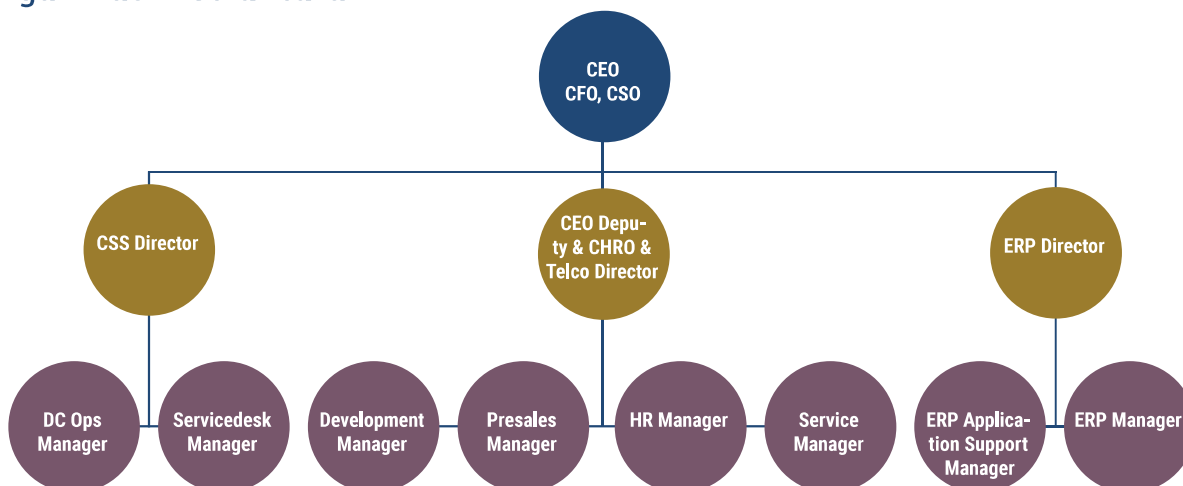 CEO
CFO, CSO
CSS Director
CEO Depu-
ty & CHRO &
Telco Director
ERP Director
DC Ops
Manager
Servicedesk
Manager
Development
Manager
Presales
Manager
HR Manager
Service
Manager
ERP Applica-
tion Support
Manager
ERP Manager